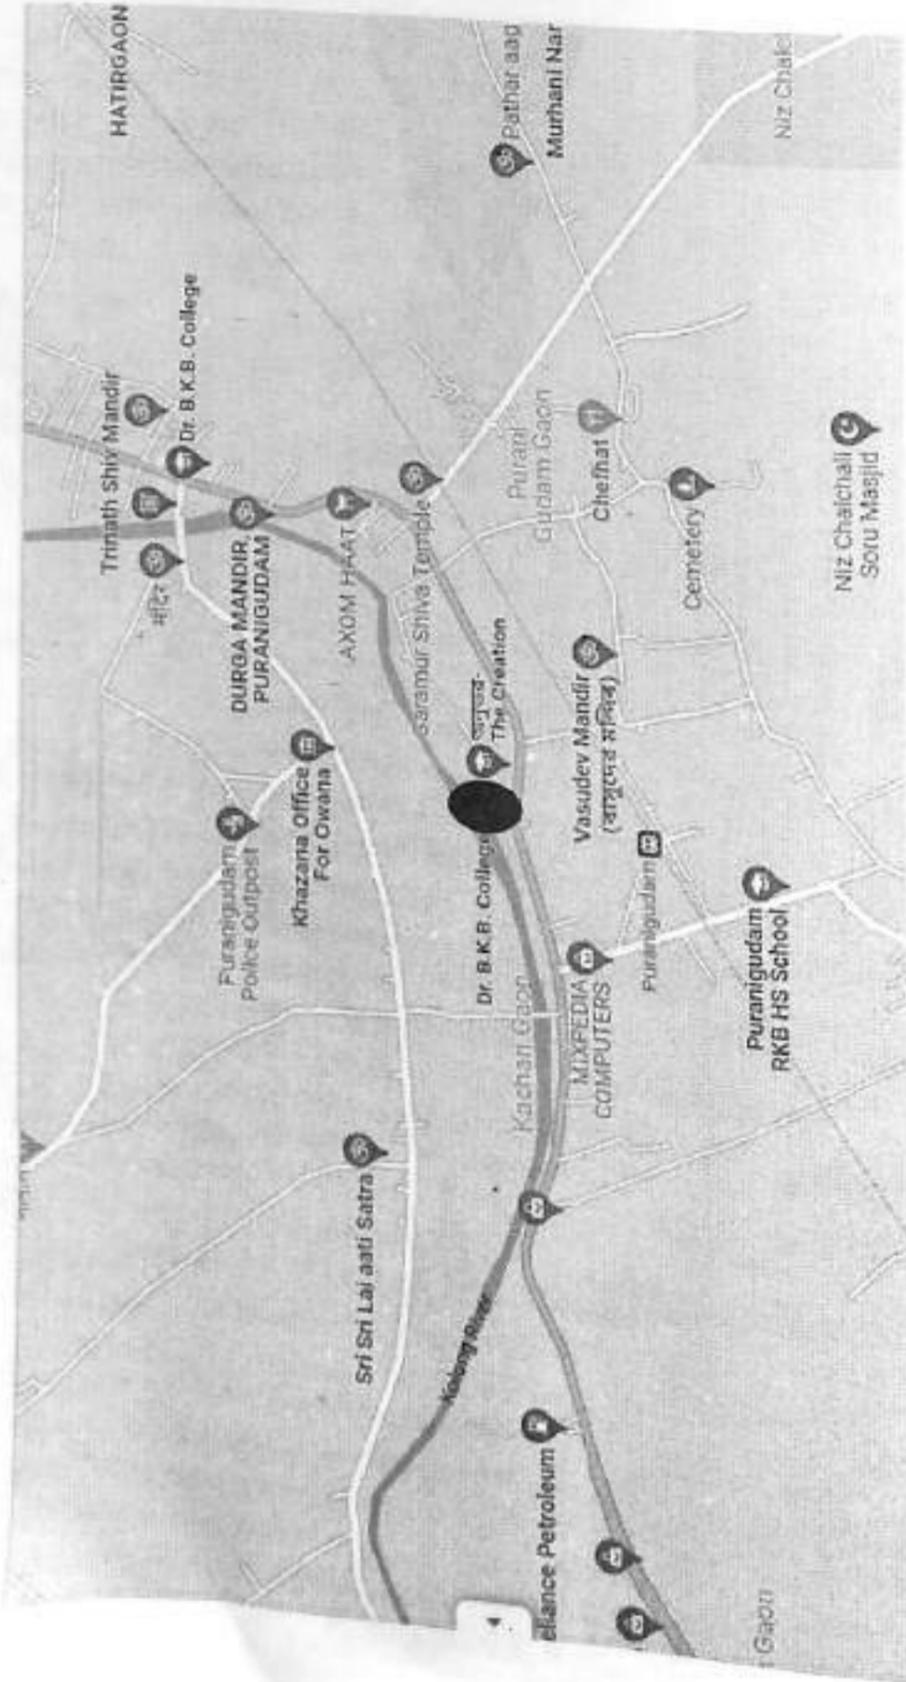 HATIRGAON
Pathar aag
Murhani Nar
Niz Chalc
Trinath Shiv Mandir
Dr. B.K.B. College
मंदिर
DURGA MANDIR,
PURANIGUDAM
AXOM HAAT
Saramur Shiva Temple
Purani
Gudam Gaon
Chefhat
Cemetery
Niz Chalchali
Soru Masjid
Puranigudam
Police Outpost
Khazana Office
For Owana
Dr. B.K.B. College
The Creation
Vasudev Mandir
(বাসুদেৱ মন্দিৰ)
Puranigudam
Puranigudam
RKB HS School
Kachari Gaon
MIXPEDIA
COMPUTERS
Sri Sri Lai aati Satra
Kolong River
eliance Petroleum
Gaon